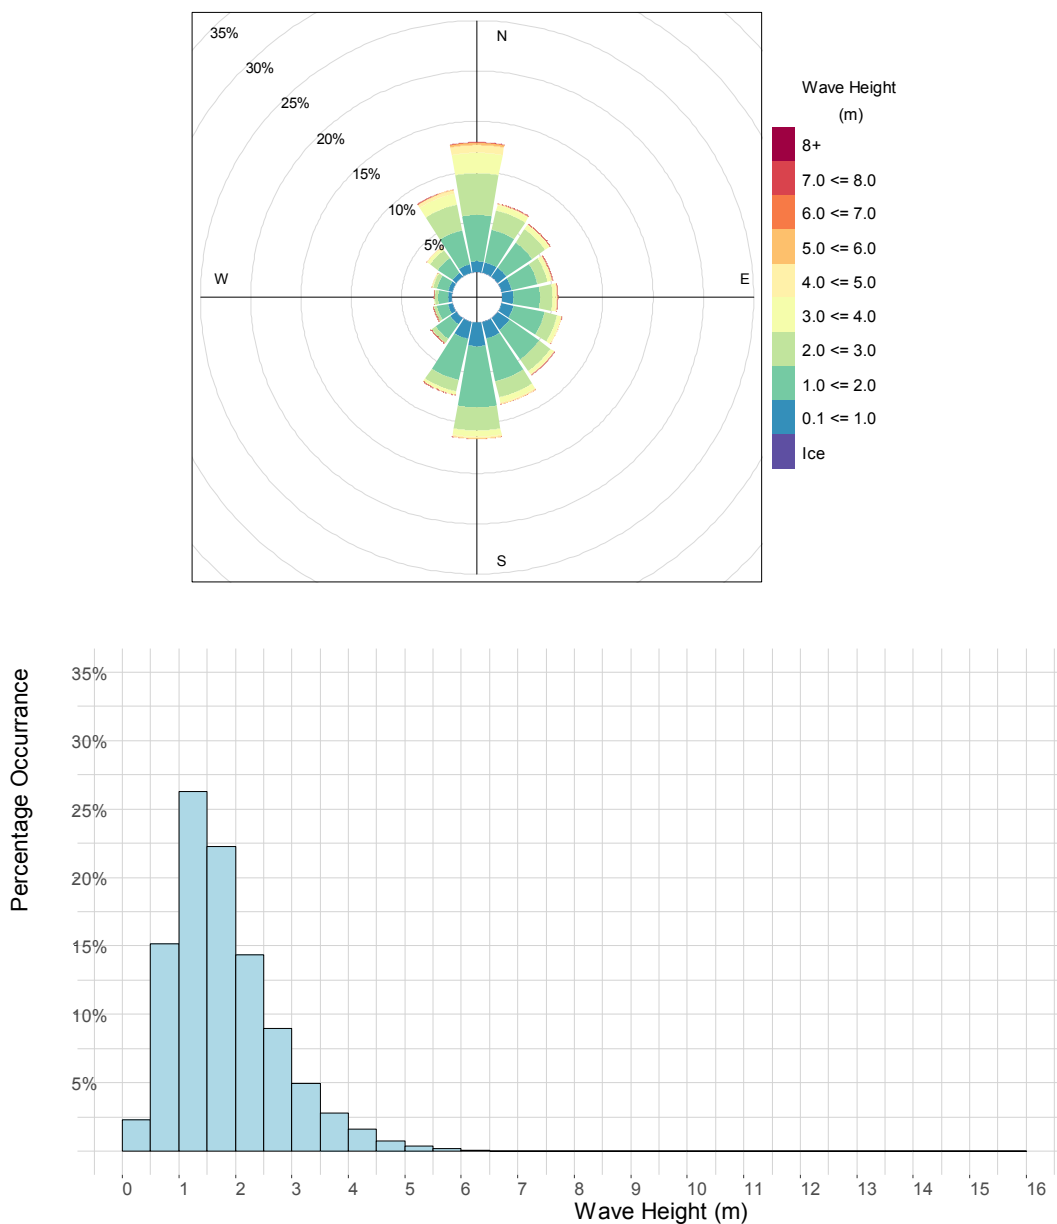 35%
N
30%
Wave Height
(m)
25%
20%
8+
15%
7.0 <= 8.0
10%
6.0 <= 7.0
5%
5.0 <= 6.0
W
E
4.0 <= 5.0
3.0 <= 4.0
2.0 <= 3.0
1.0 <= 2.0
0.1 <= 1.0
Ice
S
Percentage Occurrance
35%
30%
25%
20%
15%
10%
5%
0 1 2 3 4 5 6 7 8 9 10 11 12 13 14 15 16
Wave Height (m)